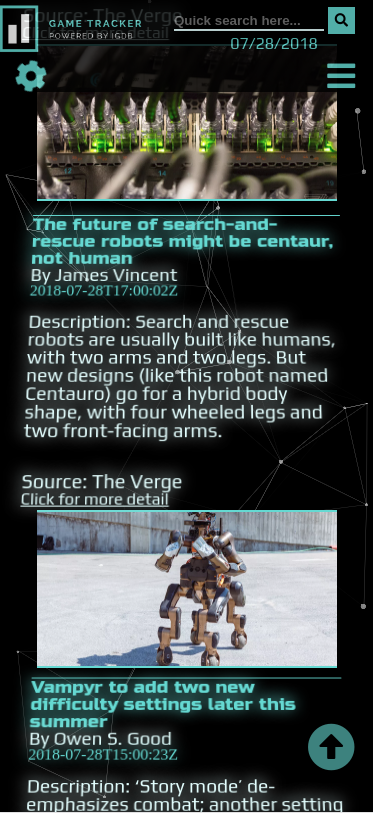 Source: The Verge
Click for more detail
GAME TRACKER
POWERED BY IGDB
Quick search here...
07/28/2018
12
14
The future of search-and-
rescue robots might be centaur,
not human
By James Vincent
2018-07-28T17:00:02Z
Description: Search and rescue
robots are usually built like humans,
with two arms and two legs. But
new designs (like this robot named
Centauro) go for a hybrid body
shape, with four wheeled legs and
two front-facing arms.
Source: The Verge
Click for more detail
Vampyr to add two new
difficulty settings later this
summer
By Owen S. Good
2018-07-28T15:00:23Z
Description: ‘Story mode’ de-
emphasizes combat; another setting